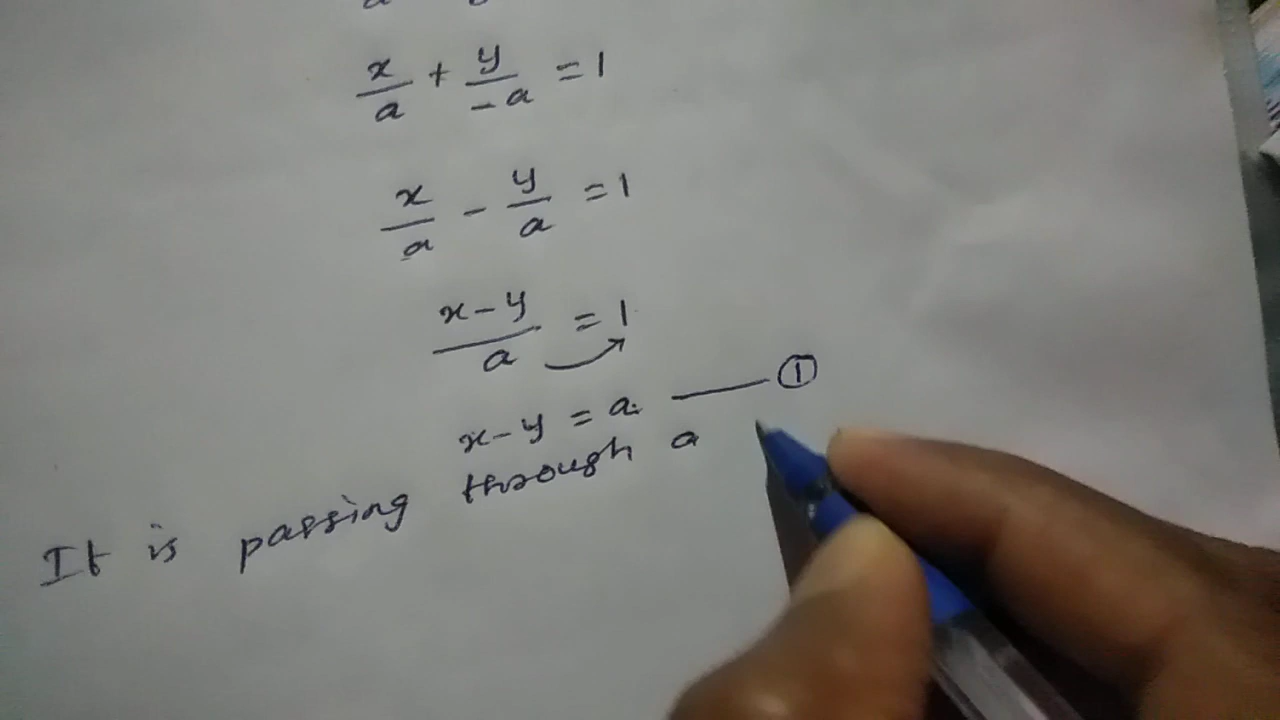 x/a + y/-a = 1
x/a - y/a = 1
x-y/a = 1
x-y = a. —— ①
It is passing through a